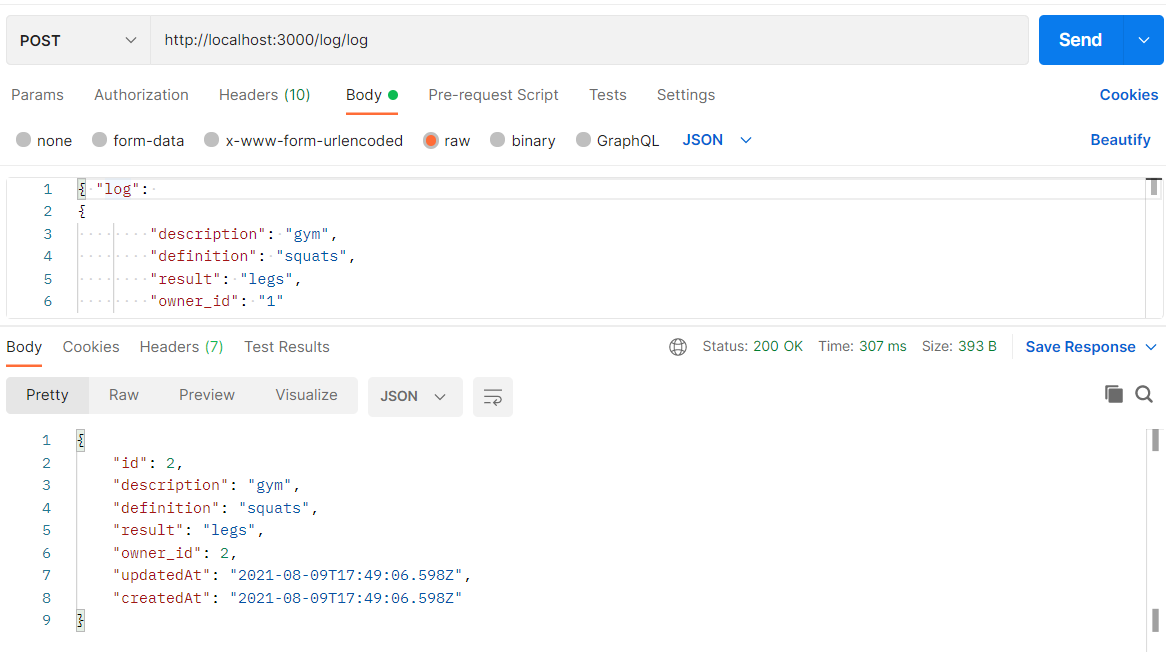 POST http://localhost:3000/log/log Send
Params Authorization Headers (10) Body Pre-request Script Tests Settings Cookies
none form-data x-www-form-urlencoded raw binary GraphQL JSON Beautify
1 { "log":
2 {
3 "description": "gym",
4 "definition": "squats",
5 "result": "legs",
6 "owner_id": "1"
Body Cookies Headers (7) Test Results Status: 200 OK Time: 307 ms Size: 393 B Save Response
Pretty Raw Preview Visualize JSON
1 {
2 "id": 2,
3 "description": "gym",
4 "definition": "squats",
5 "result": "legs",
6 "owner_id": 2,
7 "updatedAt": "2021-08-09T17:49:06.598Z",
8 "createdAt": "2021-08-09T17:49:06.598Z"
9 }